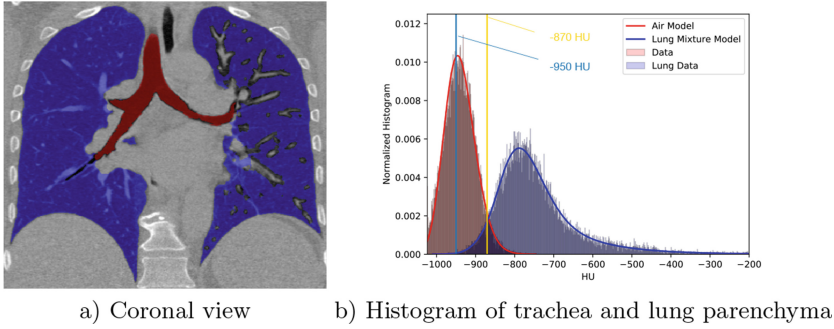 0.012
0.010
0.008
0.006
0.004
0.002
0.000
Normalized Histogram
-870 HU
-950 HU
Air Model
Lung Mixture Model
Data
Lung Data
−1000 −900 −800 −700 −600 −500 −400 −300 −200
HU
a) Coronal view
b) Histogram of trachea and lung parenchyma